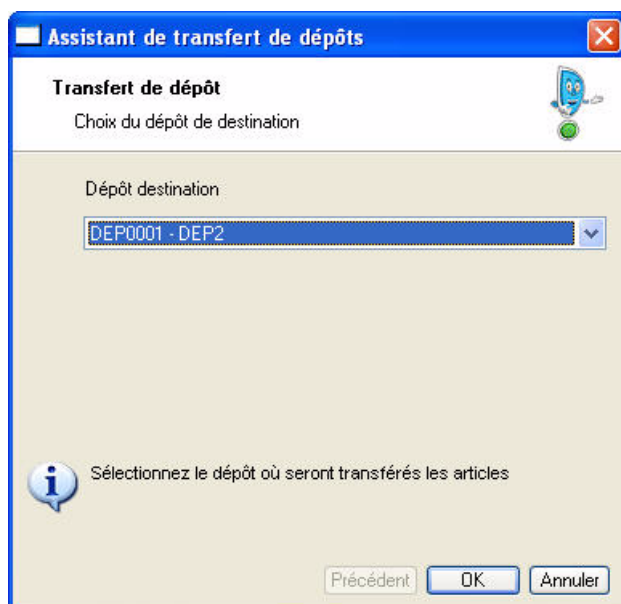 Assistant de transfert de dépôts
Transfert de dépôt
Choix du dépôt de destination
Dépôt destination
DEP0001 - DEP2
Sélectionnez le dépôt où seront transférés les articles
Précédent OK Annuler